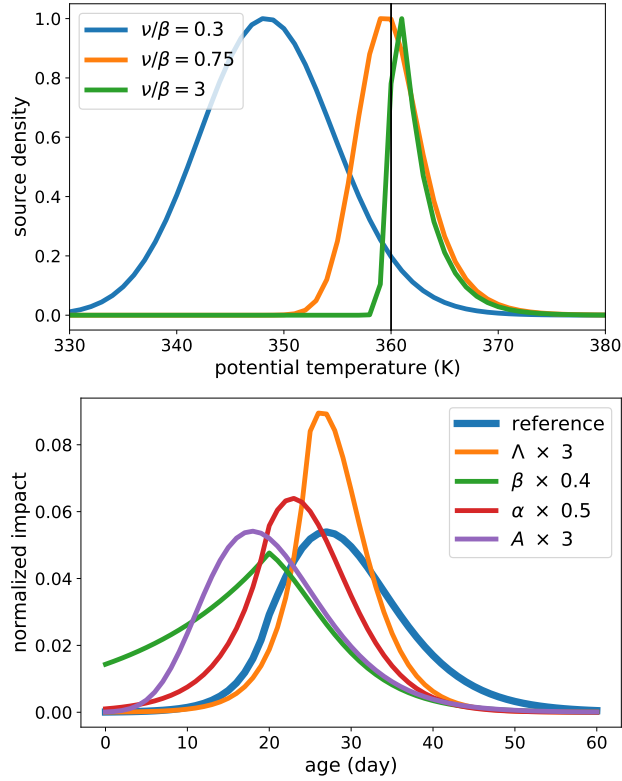 1.0
0.8
0.6
0.4
0.2
0.0
source density
ν/β = 0.3
ν/β = 0.75
ν/β = 3
330 340 350 360 370 380
potential temperature (K)
0.08
0.06
0.04
0.02
0.00
normalized impact
reference
Λ × 3
β × 0.4
α × 0.5
A × 3
0 10 20 30 40 50 60
age (day)